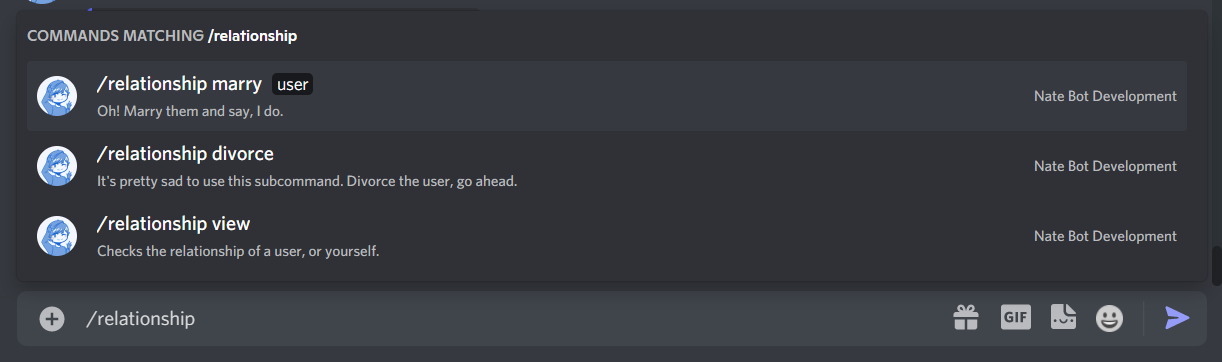 COMMANDS MATCHING /relationship
/relationship marry user
Oh! Marry them and say, I do.
Nate Bot Development
/relationship divorce
It's pretty sad to use this subcommand. Divorce the user, go ahead.
Nate Bot Development
/relationship view
Checks the relationship of a user, or yourself.
Nate Bot Development
/relationship
GIF